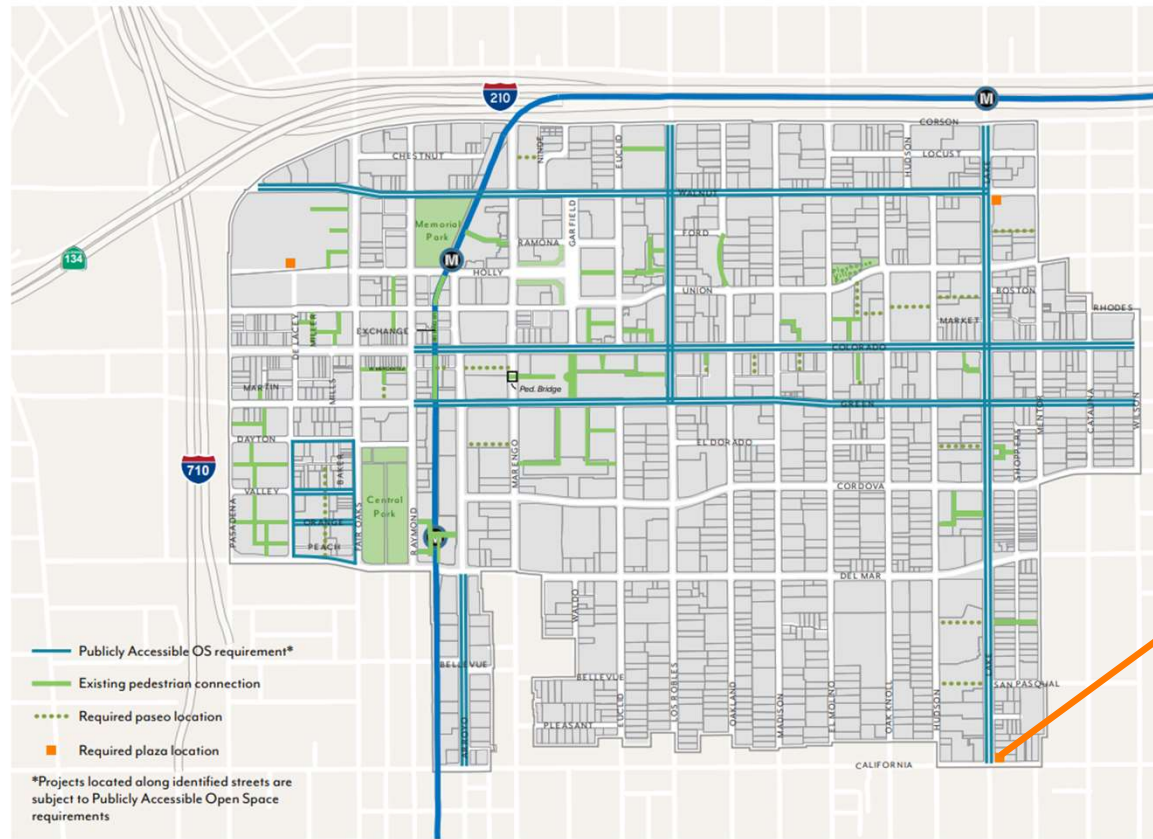 210
M
CORSON
CHESTNUT
NINDE
EUCLID
HUDSON
LOCUST
LAKE
WALNUT
Memorial
Park
GARFIELD
FORD
RAMONA
134
M
HOLLY
UNION
BOSTON
RHODES
DE LACEY
MILLER
EXCHANGE
MARKET
COLORADO
MARTIN
MILLS
Ped. Bridge
GREEN
MENTOR
CATALINA
WILSON
DAYTON
MARENGO
EL DORADO
SHOPPERS
710
BAKER
VALLEY
CORDOVA
Central
Park
PASADENA
ORANGE
FAIR OAKS
RAYMOND
PEACH
M
DEL MAR
WALDO
Publicly Accessible OS requirement*
BELLEVUE
LAKE
Existing pedestrian connection
BELLEVUE
SAN PASQUAL
EUCLID
LOS ROBLES
OAKLAND
MADISON
EL MOLINO
OAK KNOLL
HUDSON
Required paseo location
PLEASANT
ARROYO
Required plaza location
CALIFORNIA
*Projects located along identified streets are
subject to Publicly Accessible Open Space
requirements